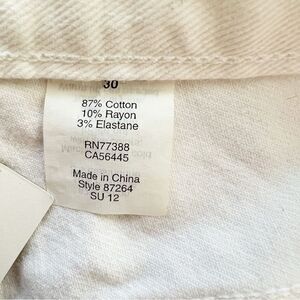 30
87% Cotton
10% Rayon
3% Elastane
RN77388
CA56445
Made in China
Style 87264
SU 12